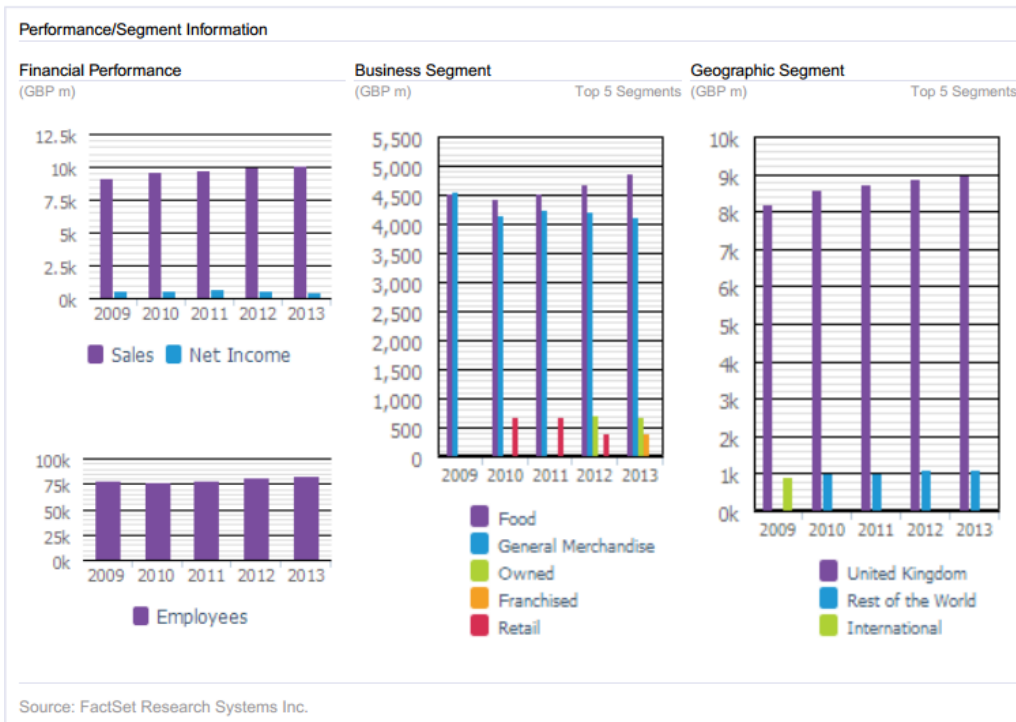 Performance/Segment Information
Financial Performance
(GBP m)
12.5k
10k
7.5k
5k
2.5k
0k
2009 2010 2011 2012 2013
Sales Net Income
100k
75k
50k
25k
0k
2009 2010 2011 2012 2013
Employees
Business Segment
(GBP m) Top 5 Segments
5,500
5,000
4,500
4,000
3,500
3,000
2,500
2,000
1,500
1,000
500
0
2009 2010 2011 2012 2013
Food
General Merchandise
Owned
Franchised
Retail
Geographic Segment
(GBP m) Top 5 Segments
10k
9k
8k
7k
6k
5k
4k
3k
2k
1k
0k
2009 2010 2011 2012 2013
United Kingdom
Rest of the World
International
Source: FactSet Research Systems Inc.